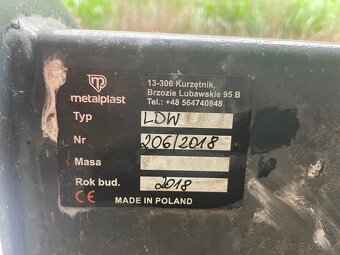 13-306 Kurzętnik,
Brzozie Lubawskie 95 B
Tel.: +48 564740848
metalplast
Typ LDW
Nr 206/2018
Masa
Rok bud. 2018
CE MADE IN POLAND